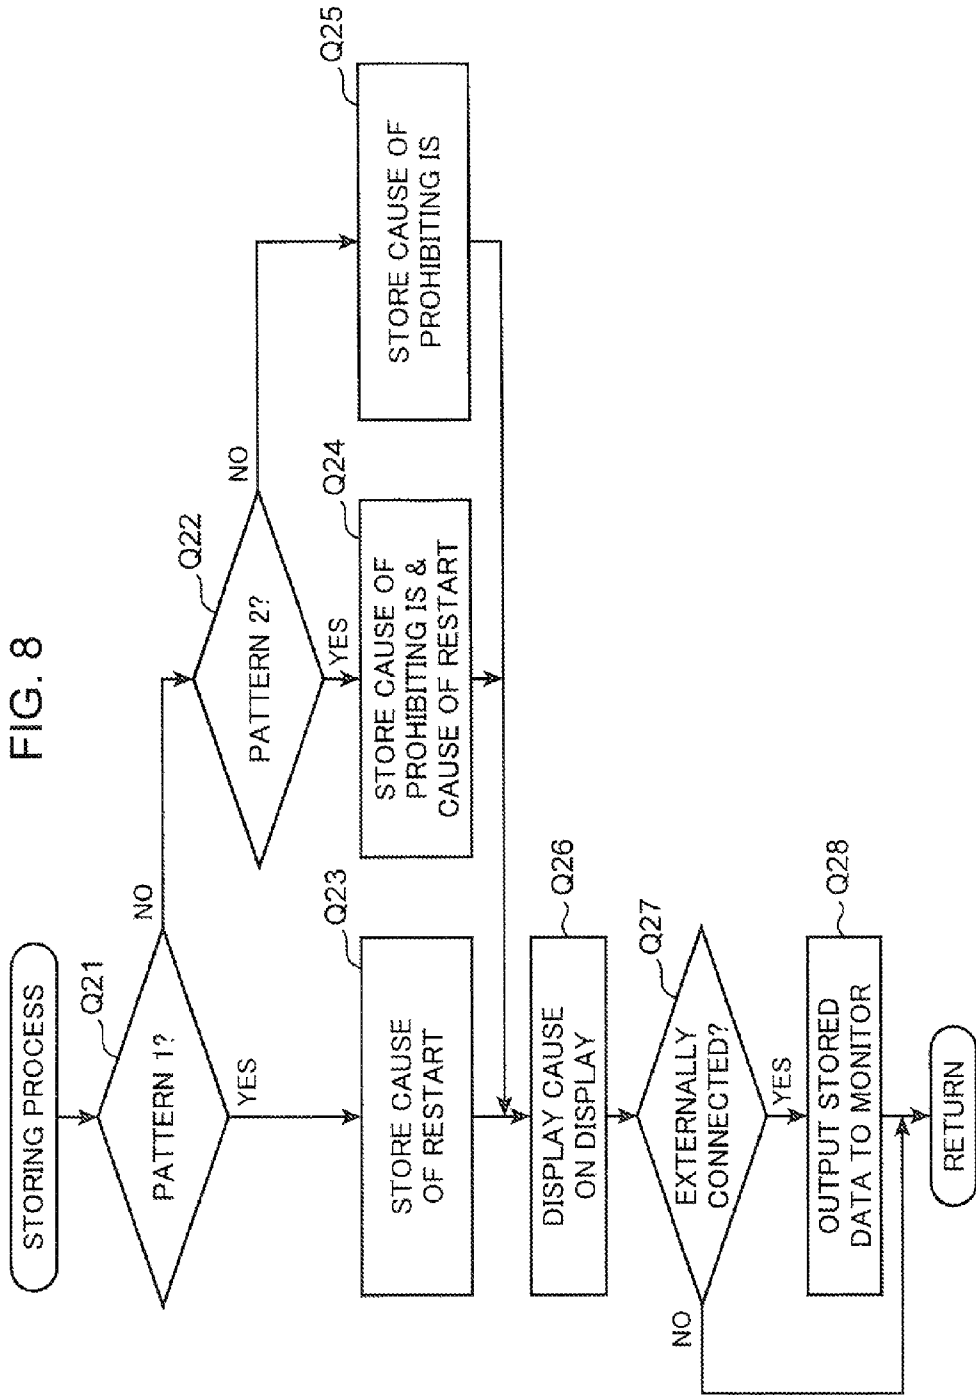 FIG. 8
STORING PROCESS
Q21
PATTERN 1?
NO
YES
Q22
PATTERN 2?
NO
YES
Q23
STORE CAUSE
OF RESTART
Q24
STORE CAUSE OF
PROHIBITING IS &
CAUSE OF RESTART
Q25
STORE CAUSE OF
PROHIBITING IS
Q26
DISPLAY CAUSE
ON DISPLAY
Q27
EXTERNALLY
CONNECTED?
NO
YES
Q28
OUTPUT STORED
DATA TO MONITOR
RETURN